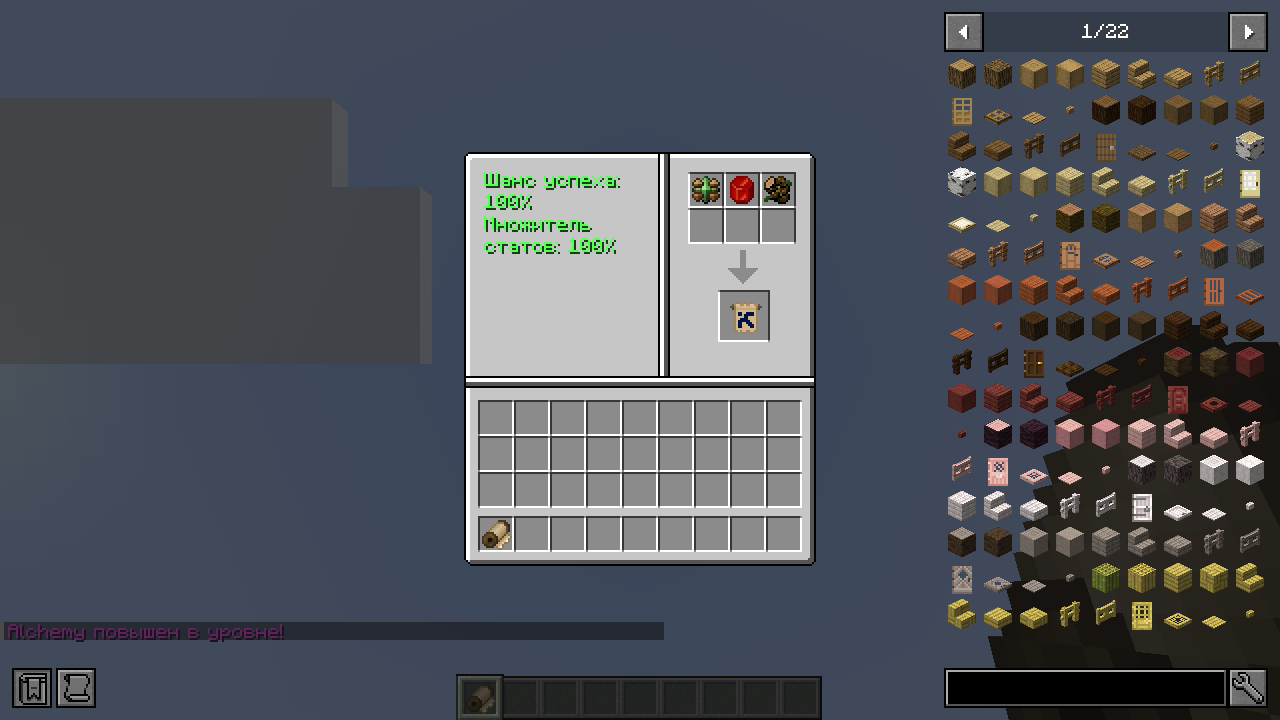 1/22
Шанс успеха:
100%
Множитель
статов: 100%
Alchemy повышен в уровне!